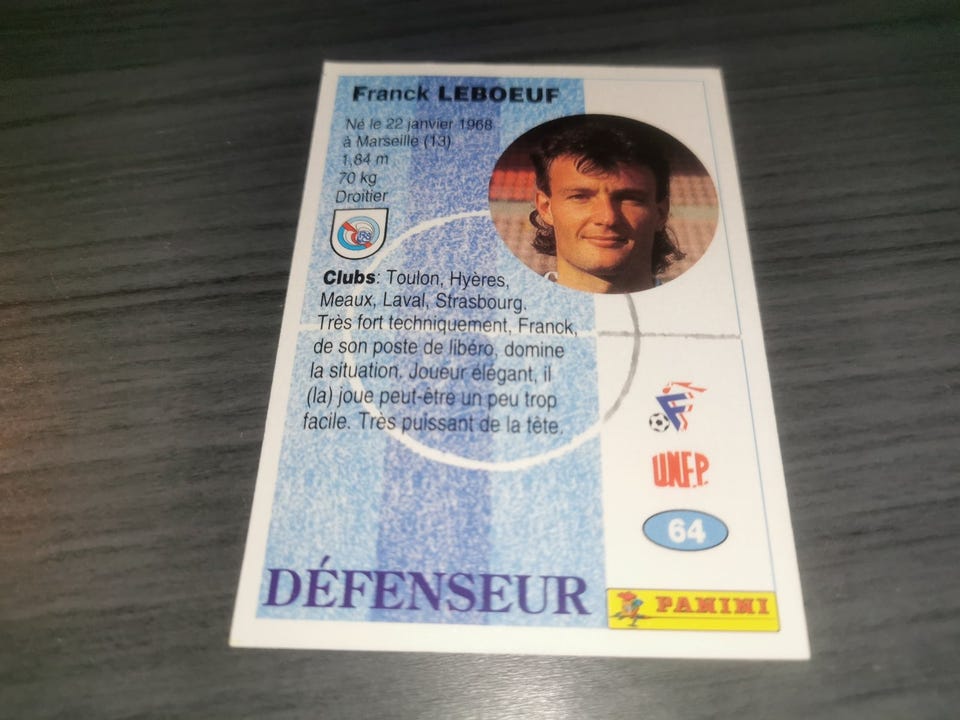 Franck LEBOEUF
Né le 22 janvier 1968
à Marseille (13)
1,84 m
70 kg
Droitier
Clubs: Toulon, Hyères,
Meaux, Laval, Strasbourg.
Très fort techniquement, Franck,
de son poste de libéro, domine
la situation. Joueur élégant, il
(la) joue peut-être un peu trop
facile. Très puissant de la tête.
U.N.F.P.
64
DÉFENSEUR
PANINI